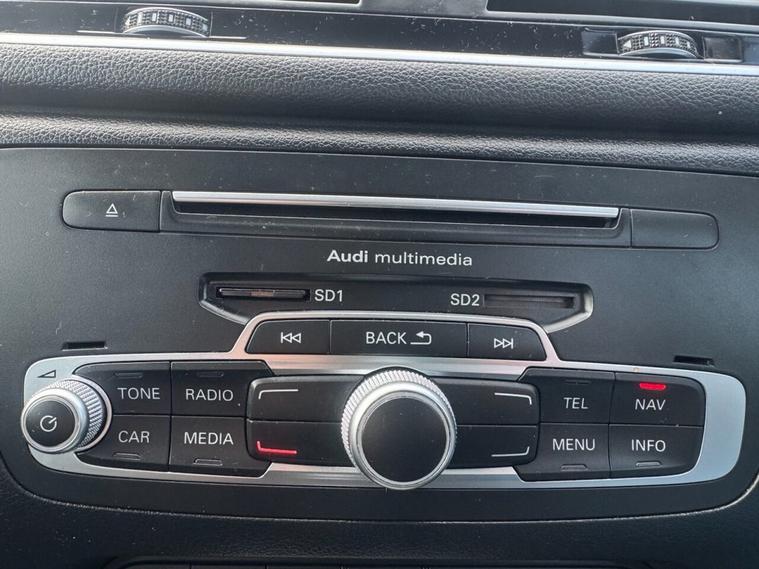 Audi multimedia
SD1 SD2
BACK
TONE RADIO TEL NAV
CAR MEDIA MENU INFO